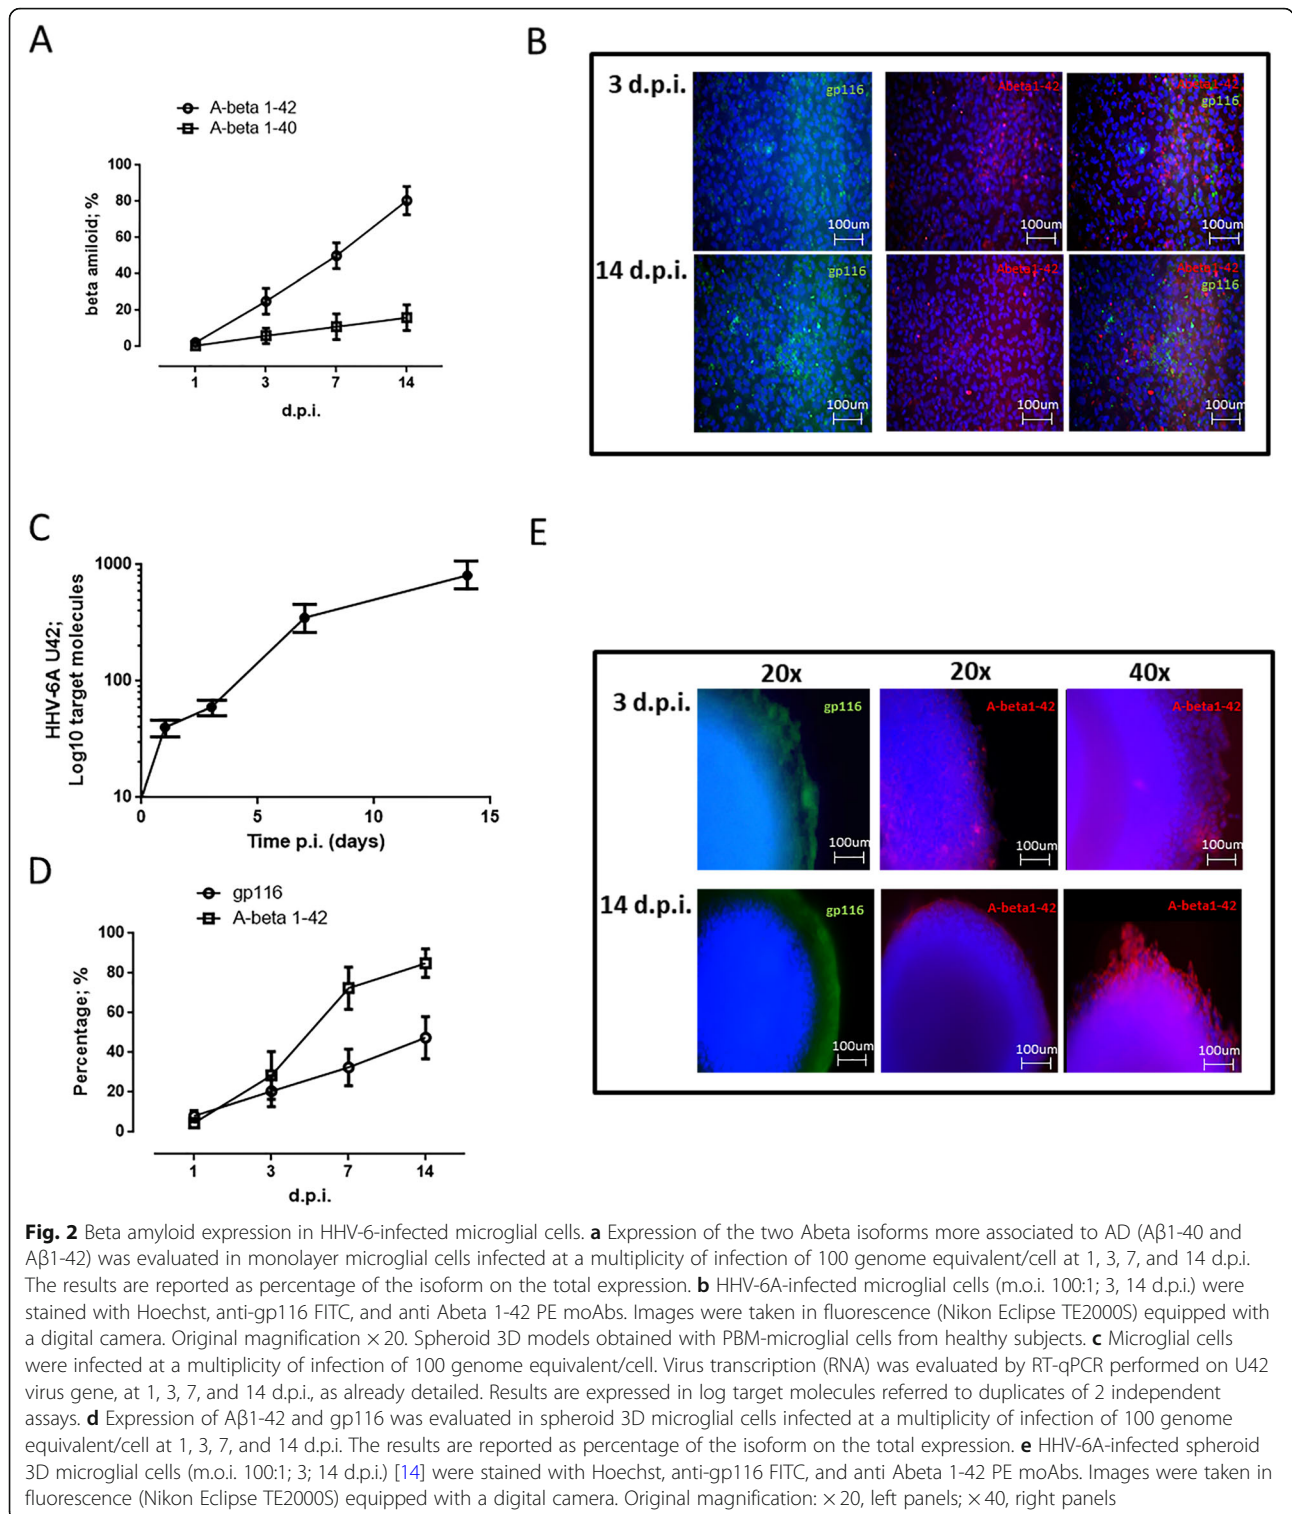 A
A-beta 1-42
A-beta 1-40
100
80
60
40
20
0
beta amiloid; %
1 3 7 14
d.p.i.
B
3 d.p.i.
gp116
100um
Abeta1-42
100um
Abeta1-42
gp116
100um
14 d.p.i.
gp116
100um
Abeta1-42
100um
Abeta1-42
gp116
100um
C
1000
100
10
HHV-6A U42;
Log10 target molecules
0 5 10 15
Time p.i. (days)
D
gp116
A-beta 1-42
100
80
60
40
20
0
Percentage; %
1 3 7 14
d.p.i.
E
20x 20x 40x
3 d.p.i.
gp116
100um
A-beta1-42
100um
A-beta1-42
100um
14 d.p.i.
gp116
100um
A-beta1-42
100um
A-beta1-42
100um
Fig. 2 Beta amyloid expression in HHV-6-infected microglial cells. a Expression of the two Abeta isoforms more associated to AD (Aβ1-40 and
Aβ1-42) was evaluated in monolayer microglial cells infected at a multiplicity of infection of 100 genome equivalent/cell at 1, 3, 7, and 14 d.p.i.
The results are reported as percentage of the isoform on the total expression. b HHV-6A-infected microglial cells (m.o.i. 100:1; 3, 14 d.p.i.) were
stained with Hoechst, anti-gp116 FITC, and anti Abeta 1-42 PE moAbs. Images were taken in fluorescence (Nikon Eclipse TE2000S) equipped with
a digital camera. Original magnification × 20. Spheroid 3D models obtained with PBM-microglial cells from healthy subjects. c Microglial cells
were infected at a multiplicity of infection of 100 genome equivalent/cell. Virus transcription (RNA) was evaluated by RT-qPCR performed on U42
virus gene, at 1, 3, 7, and 14 d.p.i., as already detailed. Results are expressed in log target molecules referred to duplicates of 2 independent
assays. d Expression of Aβ1-42 and gp116 was evaluated in spheroid 3D microglial cells infected at a multiplicity of infection of 100 genome
equivalent/cell at 1, 3, 7, and 14 d.p.i. The results are reported as percentage of the isoform on the total expression. e HHV-6A-infected spheroid
3D microglial cells (m.o.i. 100:1; 3; 14 d.p.i.) [14] were stained with Hoechst, anti-gp116 FITC, and anti Abeta 1-42 PE moAbs. Images were taken in
fluorescence (Nikon Eclipse TE2000S) equipped with a digital camera. Original magnification: × 20, left panels; × 40, right panels